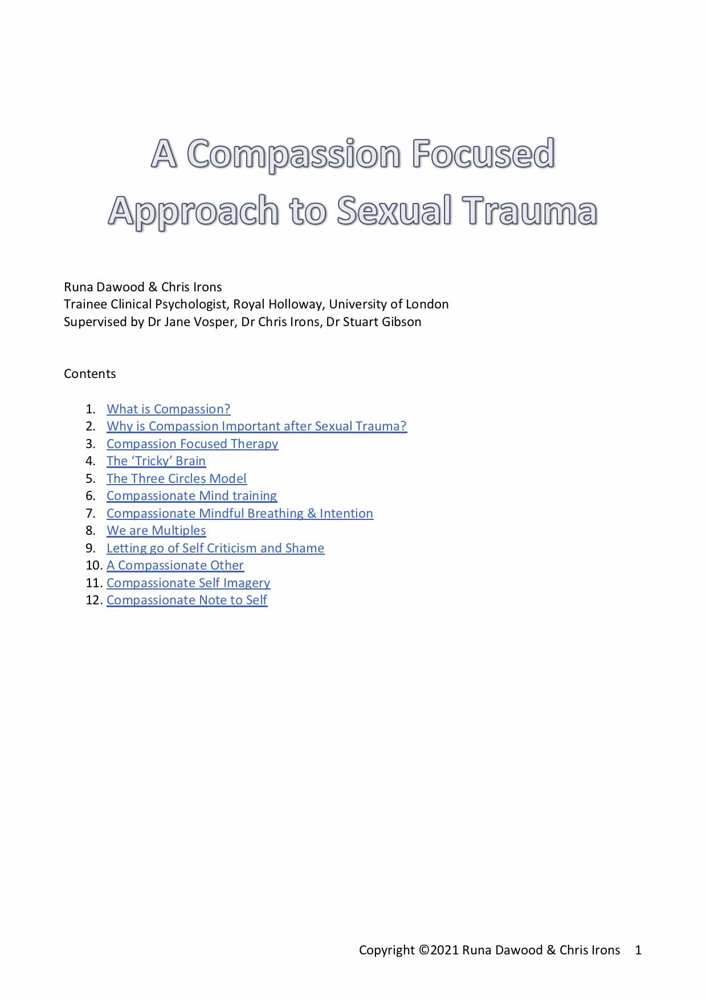 A Compassion Focused
Approach to Sexual Trauma
Runa Dawood & Chris Irons
Trainee Clinical Psychologist, Royal Holloway, University of London
Supervised by Dr Jane Vosper, Dr Chris Irons, Dr Stuart Gibson
Contents
1. What is Compassion?
2. Why is Compassion Important after Sexual Trauma?
3. Compassion Focused Therapy
4. The ‘Tricky’ Brain
5. The Three Circles Model
6. Compassionate Mind training
7. Compassionate Mindful Breathing & Intention
8. We are Multiples
9. Letting go of Self Criticism and Shame
10. A Compassionate Other
11. Compassionate Self Imagery
12. Compassionate Note to Self
Copyright ©2021 Runa Dawood & Chris Irons 1